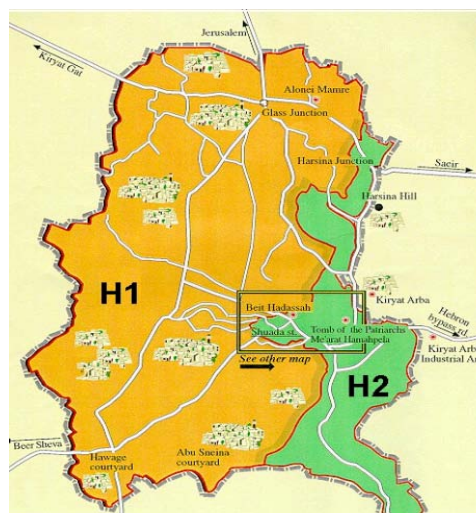 Jerusalem
Kiryat Gat
Alonei Mamre
Glass Junction
Harsina Junction
Saeir
Harsina Hill
H1
Kiryat Arba
Beit Hadassah
Shuada st.
Tomb of the Patriarchs
Me'arat Hamahpela
Hebron
bypass rd
Kiryat Arb
Industrial Ar
See other map
H2
Beer Sheva
Hawage
courtyard
Abu Sneina
courtyard